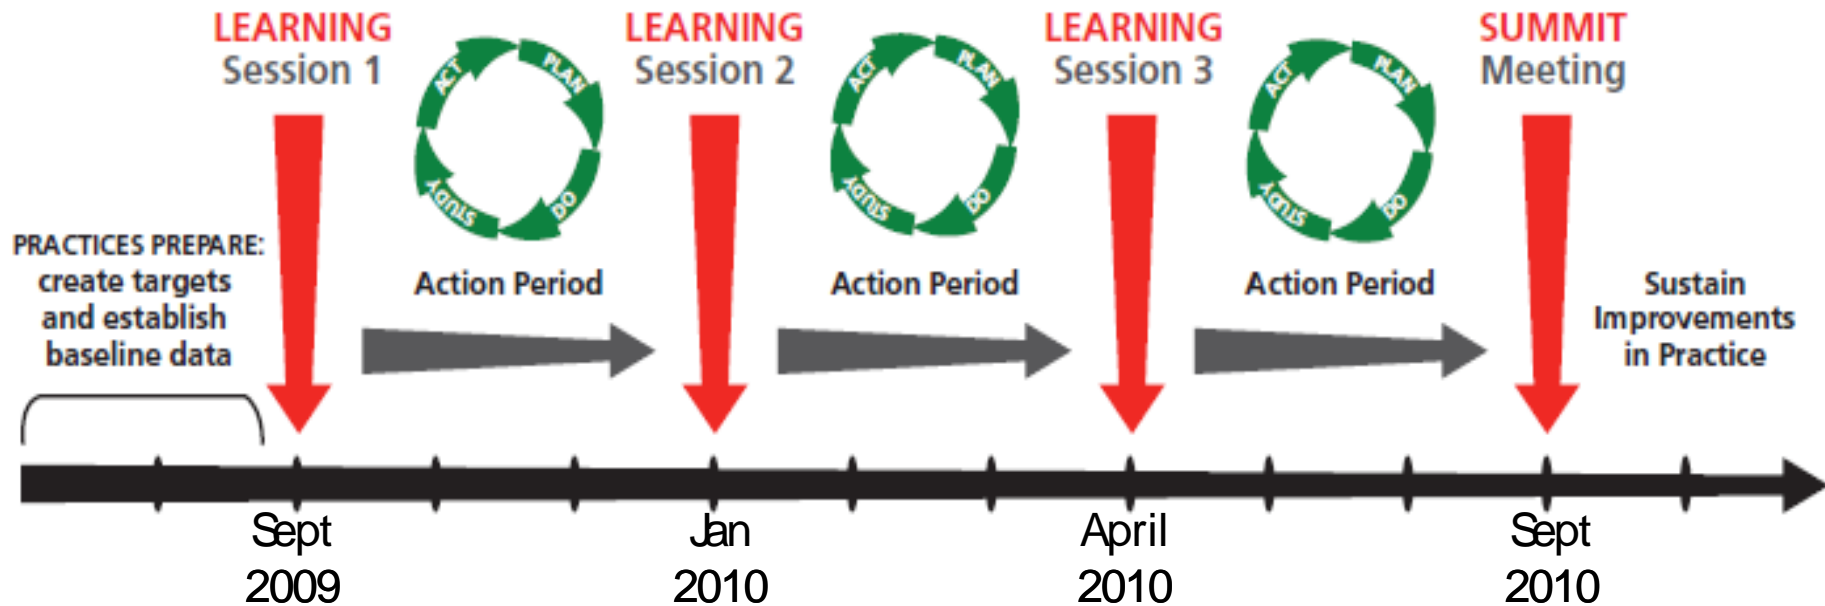 LEARNING
Session 1
LEARNING
Session 2
LEARNING
Session 3
SUMMIT
Meeting
ACT
PLAN
DO
STUDY
ACT
PLAN
DO
STUDY
ACT
PLAN
DO
STUDY
PRACTICES PREPARE:
create targets
and establish
baseline data
Action Period
Action Period
Action Period
Sustain
Improvements
in Practice
Sept
2009
Jan
2010
April
2010
Sept
2010